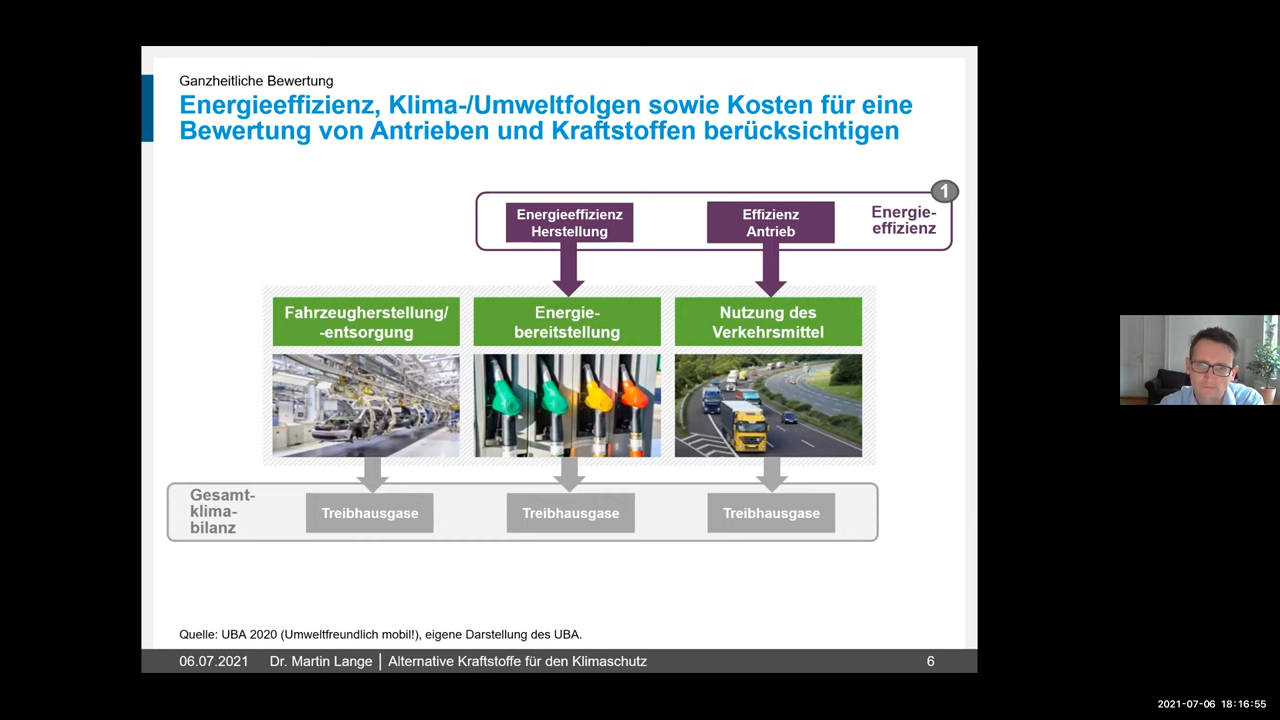 Ganzheitliche Bewertung
Energieeffizienz, Klima-/Umweltfolgen sowie Kosten für eine
Bewertung von Antrieben und Kraftstoffen berücksichtigen
1
Energieeffizienz
Herstellung
Effizienz
Antrieb
Energie-
effizienz
Fahrzeugherstellung/
-entsorgung
Energie-
bereitstellung
Nutzung des
Verkehrsmittel
Gesamt-
klima-
bilanz
Treibhausgase
Treibhausgase
Treibhausgase
Quelle: UBA 2020 (Umweltfreundlich mobil!), eigene Darstellung des UBA.
06.07.2021 Dr. Martin Lange | Alternative Kraftstoffe für den Klimaschutz 6
2021-07-06 18:16:55